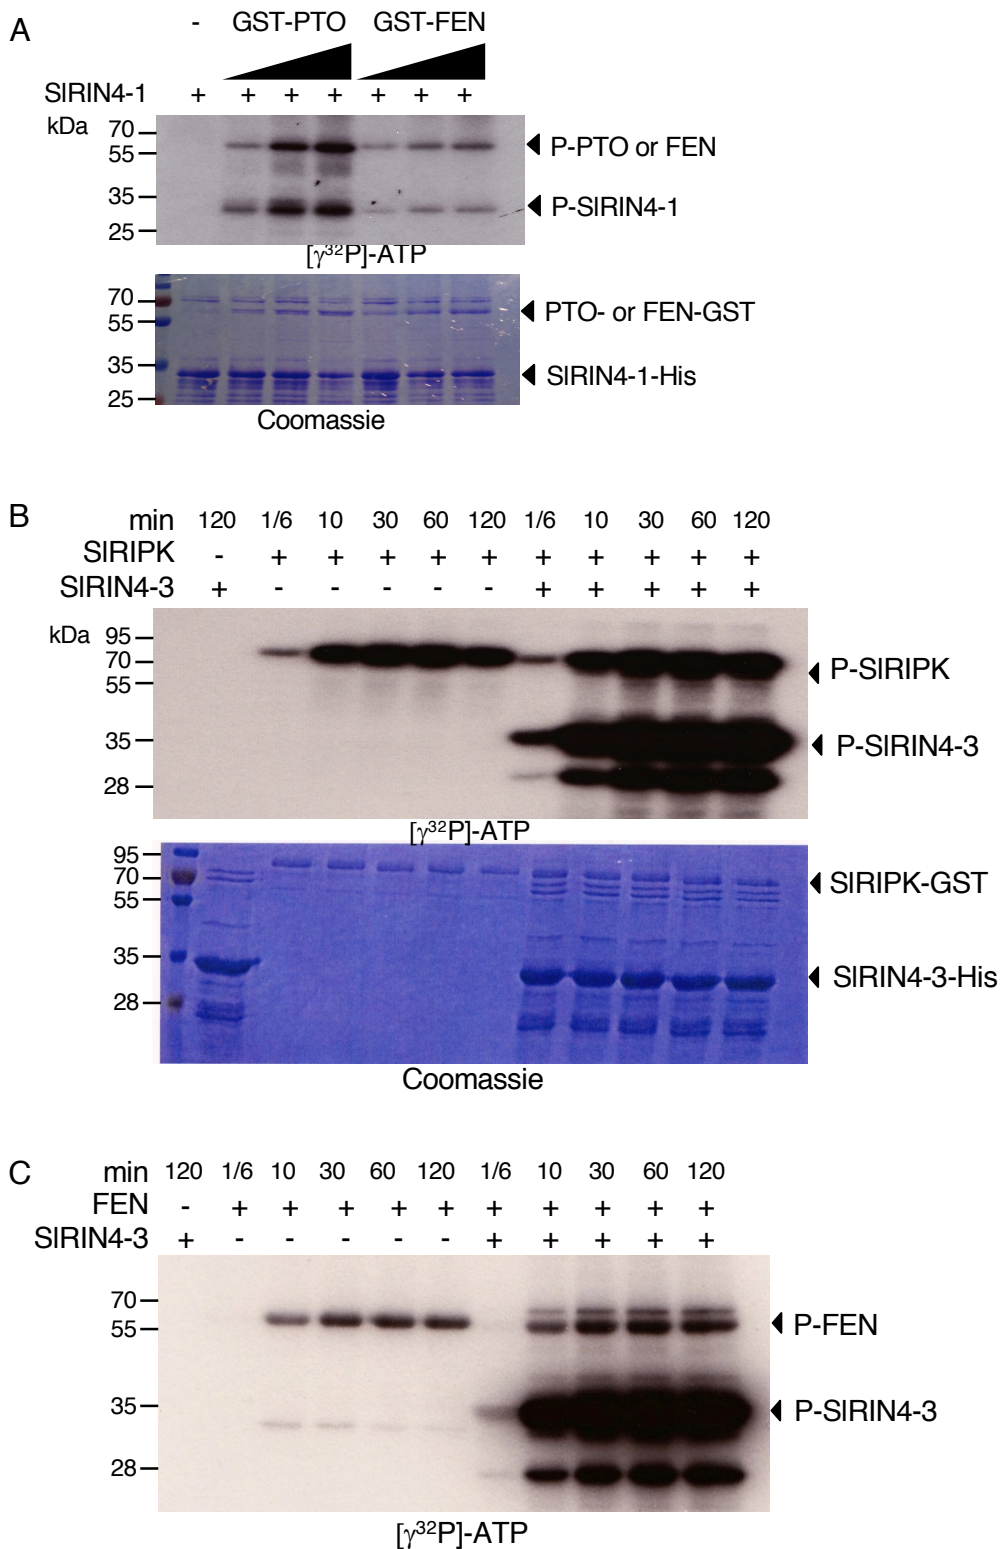 A
- GST-PTO GST-FEN
SlRIN4-1 + + + + + + +
kDa
70
55
35
25
P-PTO or FEN
P-SlRIN4-1
[γ³²P]-ATP
70
55
35
25
PTO- or FEN-GST
SlRIN4-1-His
Coomassie
B
min 120 1/6 10 30 60 120 1/6 10 30 60 120
SlRIPK - + + + + + + + + + +
SlRIN4-3 + - - - - - + + + + +
kDa 95
70
55
35
28
P-SlRIPK
P-SlRIN4-3
[γ³²P]-ATP
95
70
55
35
28
SlRIPK-GST
SlRIN4-3-His
Coomassie
C
min 120 1/6 10 30 60 120 1/6 10 30 60 120
FEN - + + + + + + + + + +
SlRIN4-3 + - - - - - + + + + +
70
55
35
28
P-FEN
P-SlRIN4-3
[γ³²P]-ATP